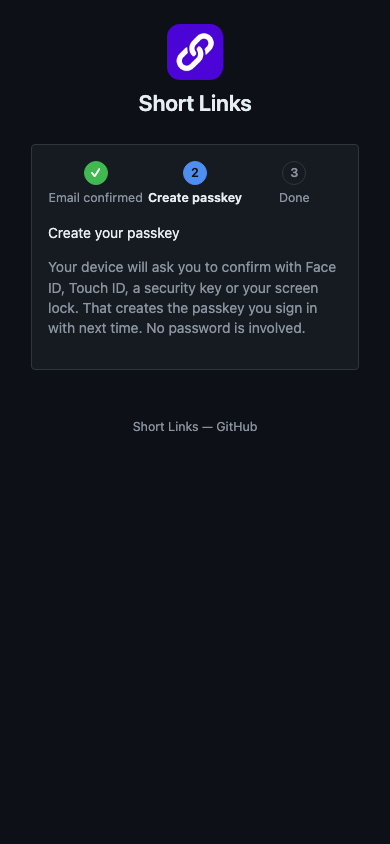 Short Links
2
3
Email confirmed
Create passkey
Done
Create your passkey
Your device will ask you to confirm with Face
ID, Touch ID, a security key or your screen
lock. That creates the passkey you sign in
with next time. No password is involved.
Short Links — GitHub